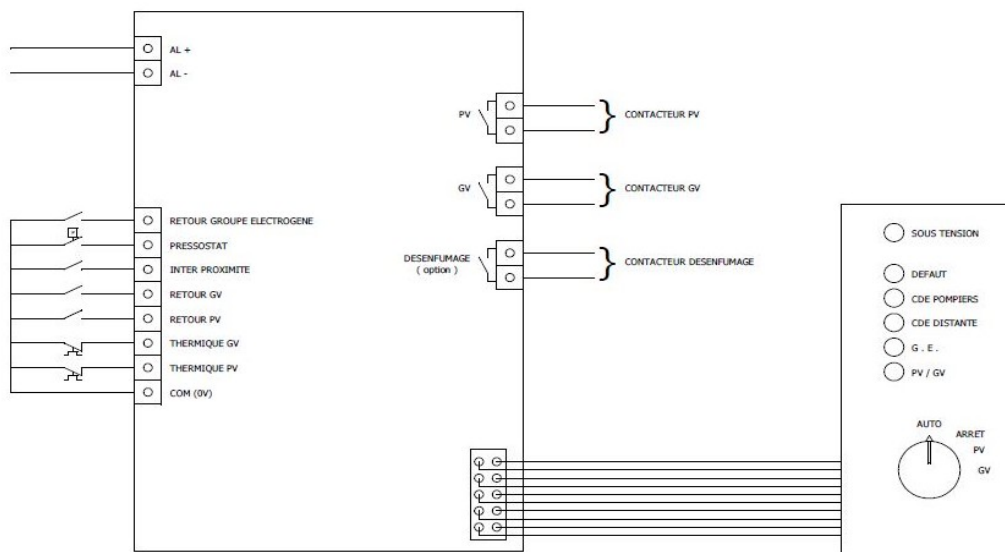 AL +
AL -
PV
CONTACTEUR PV
GV
CONTACTEUR GV
RETOUR GROUPE ELECTROGENE
PRESSOSTAT
INTER PROXIMITE
RETOUR GV
RETOUR PV
THERMIQUE GV
THERMIQUE PV
COM (0V)
DESENFUMAGE
( option )
CONTACTEUR DESENFUMAGE
SOUS TENSION
DEFAUT
CDE POMPIERS
CDE DISTANTE
G . E .
PV / GV
AUTO
ARRET
PV
GV